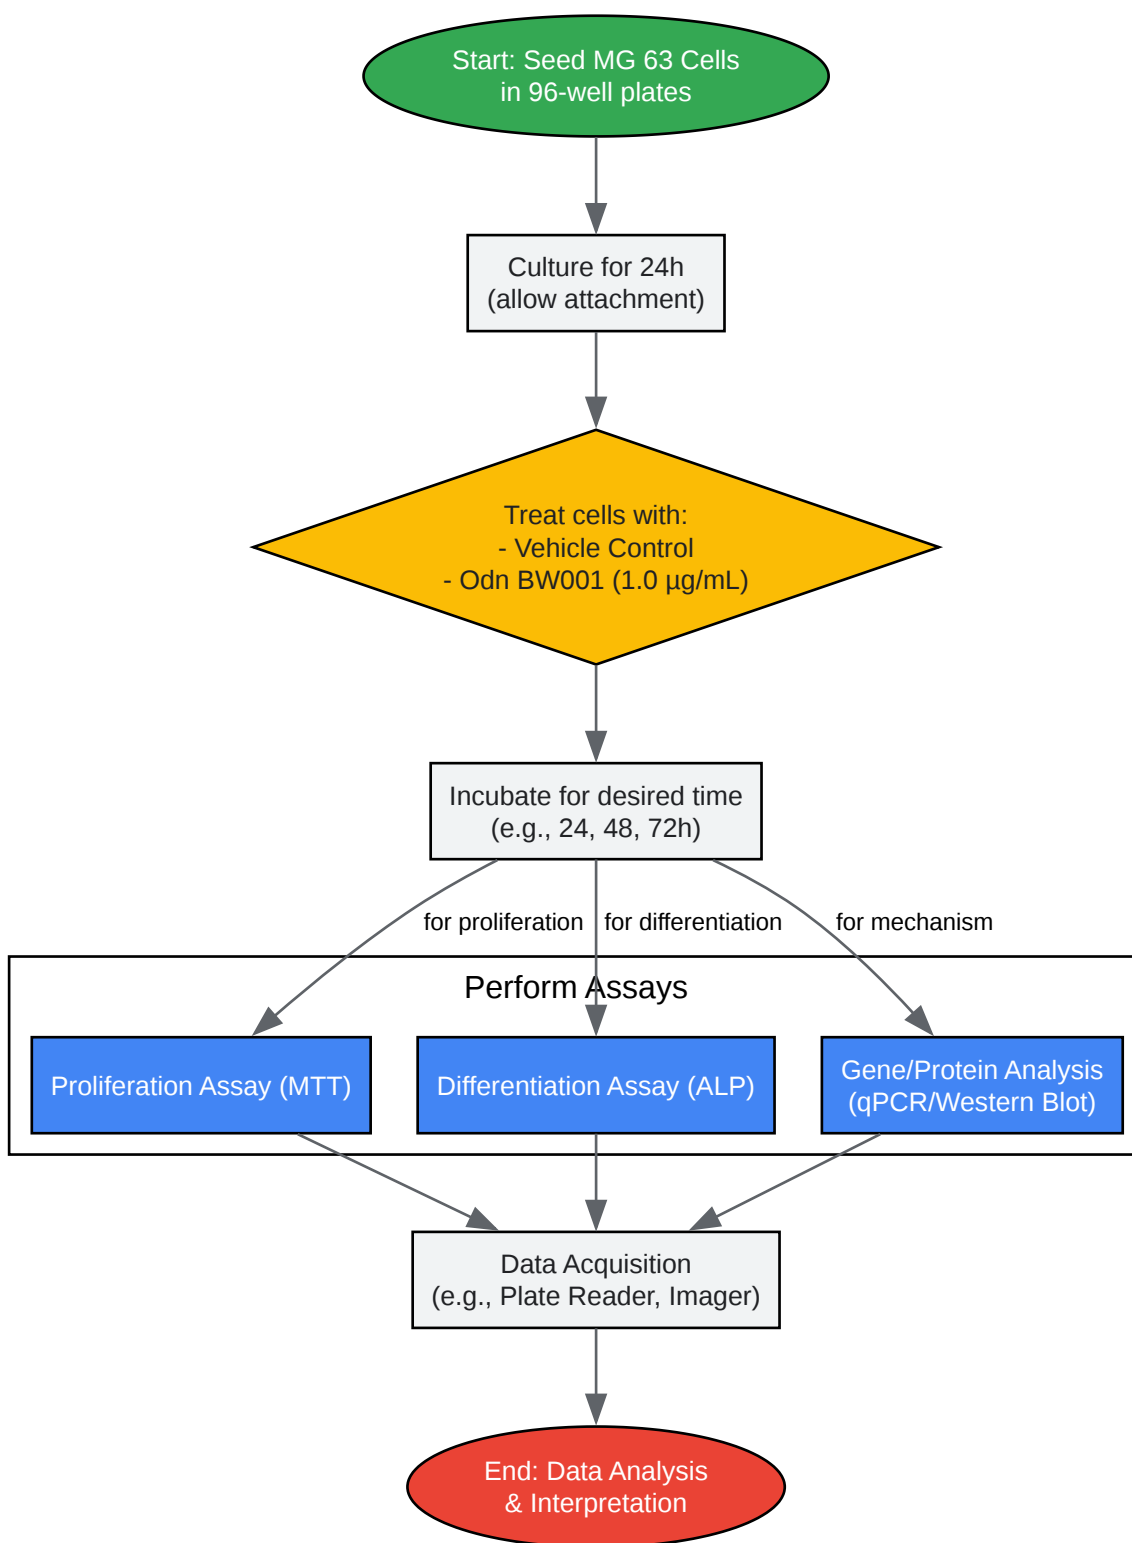 Start: Seed MG 63 Cells
in 96-well plates
Culture for 24h
(allow attachment)
Treat cells with:
- Vehicle Control
- Odn BW001 (1.0 µg/mL)
Incubate for desired time
(e.g., 24, 48, 72h)
for proliferation
for differentiation
for mechanism
Perform Assays
Proliferation Assay (MTT)
Differentiation Assay (ALP)
Gene/Protein Analysis
(qPCR/Western Blot)
Data Acquisition
(e.g., Plate Reader, Imager)
End: Data Analysis
& Interpretation